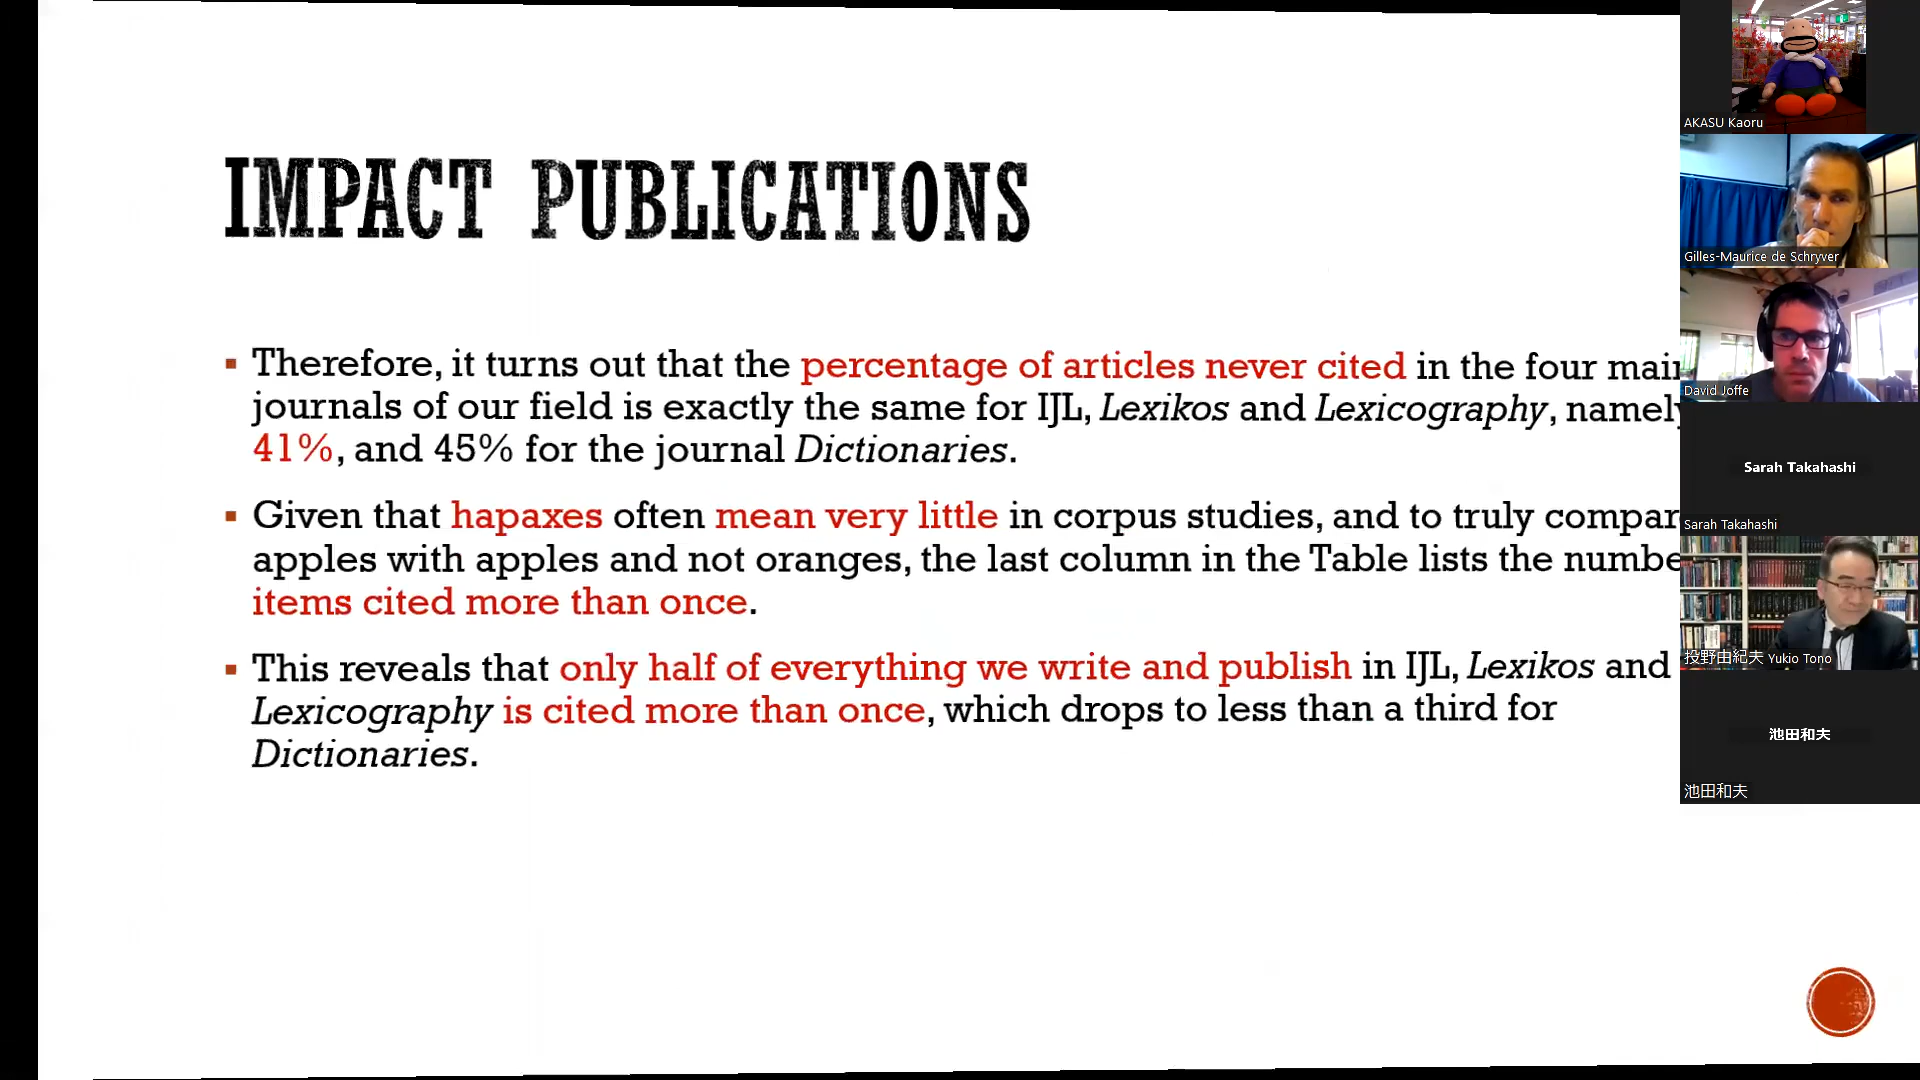 IMPACT PUBLICATIONS
Therefore, it turns out that the percentage of articles never cited in the four main
journals of our field is exactly the same for IJL, Lexikos and Lexicography, namely
41%, and 45% for the journal Dictionaries.
Given that hapaxes often mean very little in corpus studies, and to truly compar
apples with apples and not oranges, the last column in the Table lists the numbe
items cited more than once.
This reveals that only half of everything we write and publish in IJL, Lexikos and
Lexicography is cited more than once, which drops to less than a third for
Dictionaries.
AKASU Kaoru
Gilles-Maurice de Schryver
David Joffe
Sarah Takahashi
Sarah Takahashi
投野由紀夫 Yukio Tono
池田和夫
池田和夫